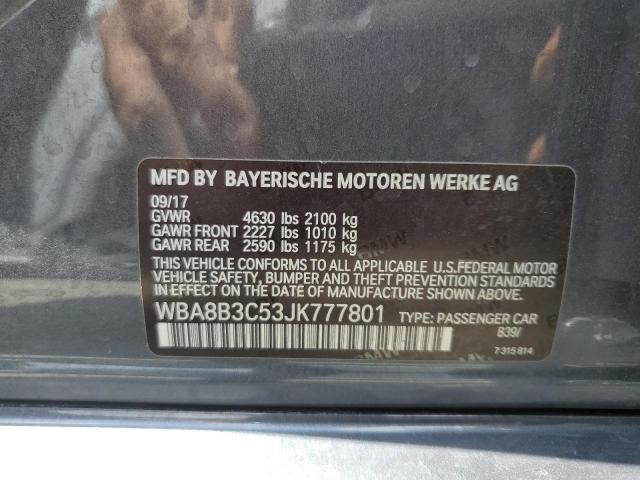 MFD BY BAYERISCHE MOTOREN WERKE AG
09/17
GVWR 4630 lbs 2100 kg
GAWR FRONT 2227 lbs 1010 kg
GAWR REAR 2590 lbs 1175 kg
THIS VEHICLE CONFORMS TO ALL APPLICABLE U.S.FEDERAL MOTOR
VEHICLE SAFETY, BUMPER AND THEFT PREVENTION STANDARDS
IN EFFECT ON THE DATE OF MANUFACTURE SHOWN ABOVE.
WBA8B3C53JK777801 TYPE: PASSENGER CAR
B39/
7 315 814